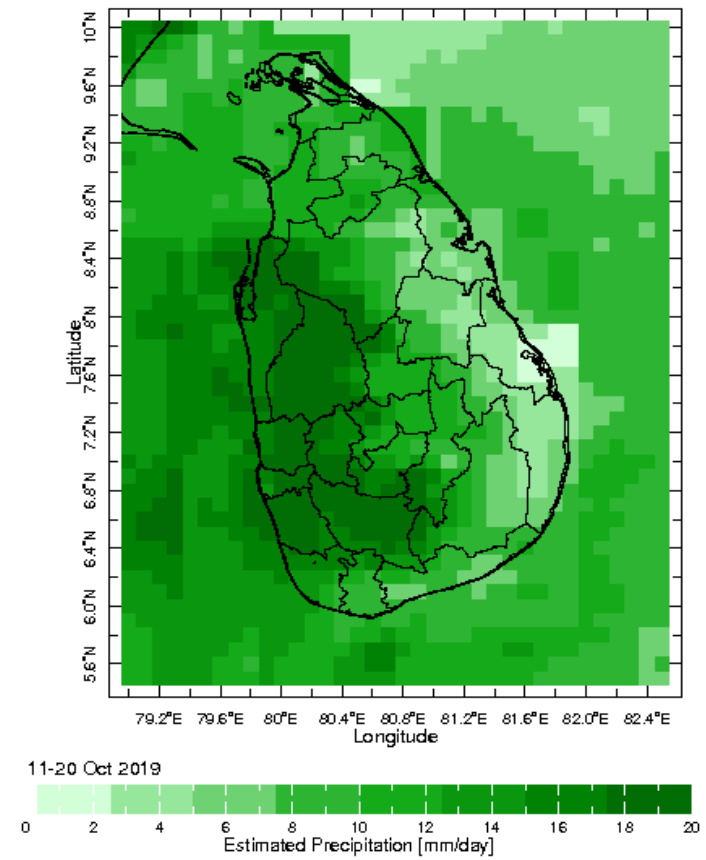 10°N
9.6°N
9.2°N
8.8°N
8.4°N
8°N
7.6°N
7.2°N
6.8°N
6.4°N
6.0°N
5.6°N
Latitude
79.2°E 79.6°E 80°E 80.4°E 80.8°E 81.2°E 81.6°E 82.0°E 82.4°E
Longitude
11-20 Oct 2019
0 2 4 6 8 10 12 14 16 18 20
Estimated Precipitation [mm/day]